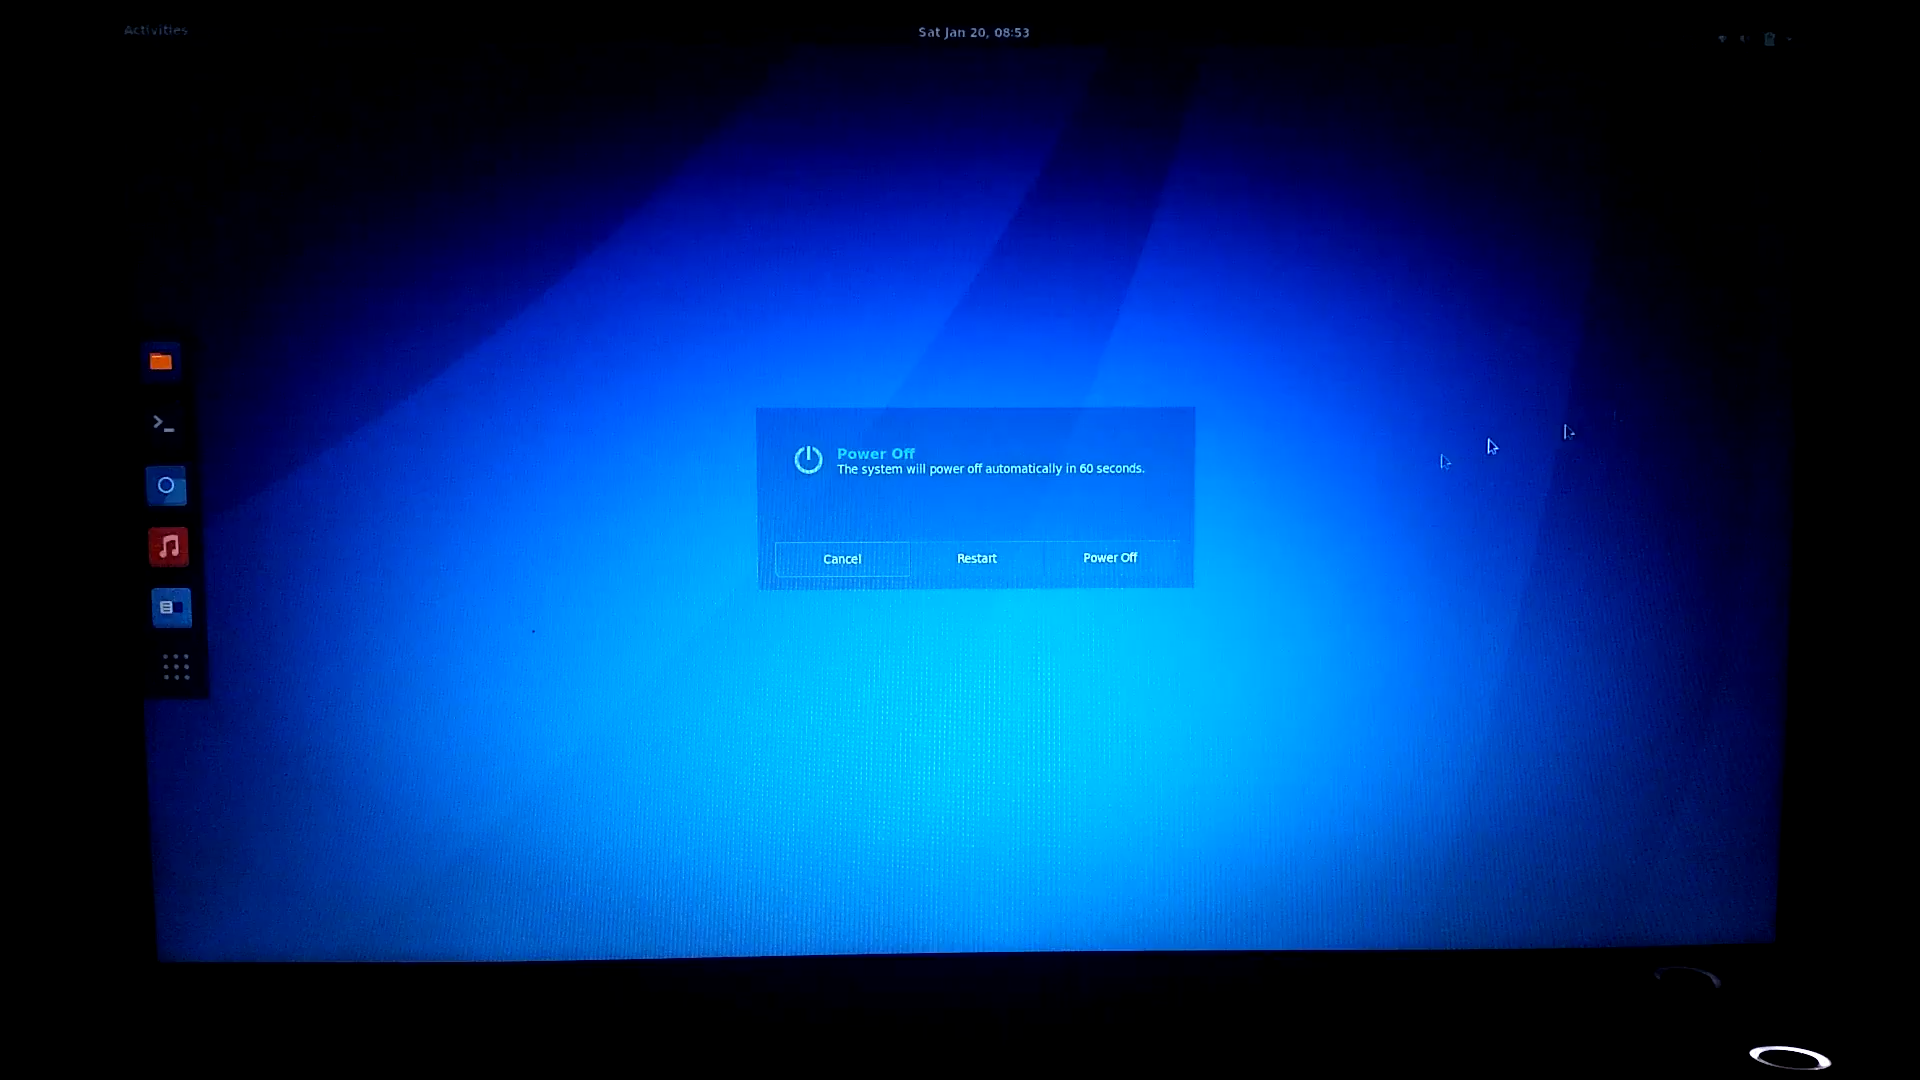 Activities
Sat Jan 20, 08:53
Power Off
The system will power off automatically in 60 seconds.
Cancel
Restart
Power Off